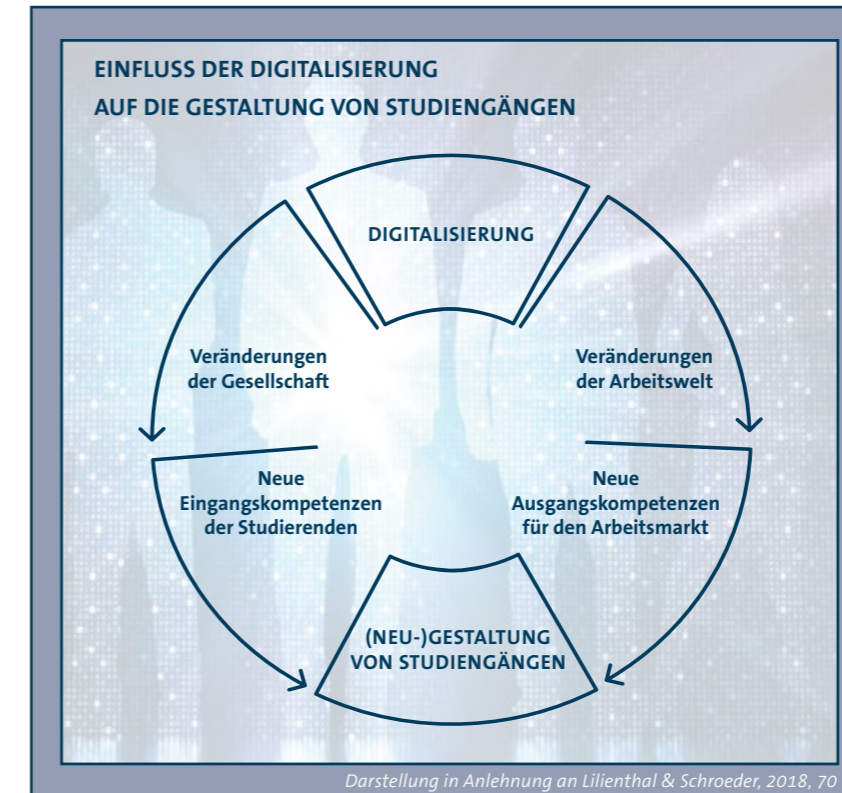 EINFLUSS DER DIGITALISIERUNG
AUF DIE GESTALTUNG VON STUDIENGÄNGEN
DIGITALISIERUNG
Veränderungen
der Gesellschaft
Veränderungen
der Arbeitswelt
Neue
Eingangskompetenzen
der Studierenden
Neue
Ausgangskompetenzen
für den Arbeitsmarkt
(NEU-)GESTALTUNG
VON STUDIENGÄNGEN
Darstellung in Anlehnung an Lilienthal & Schroeder, 2018, 70